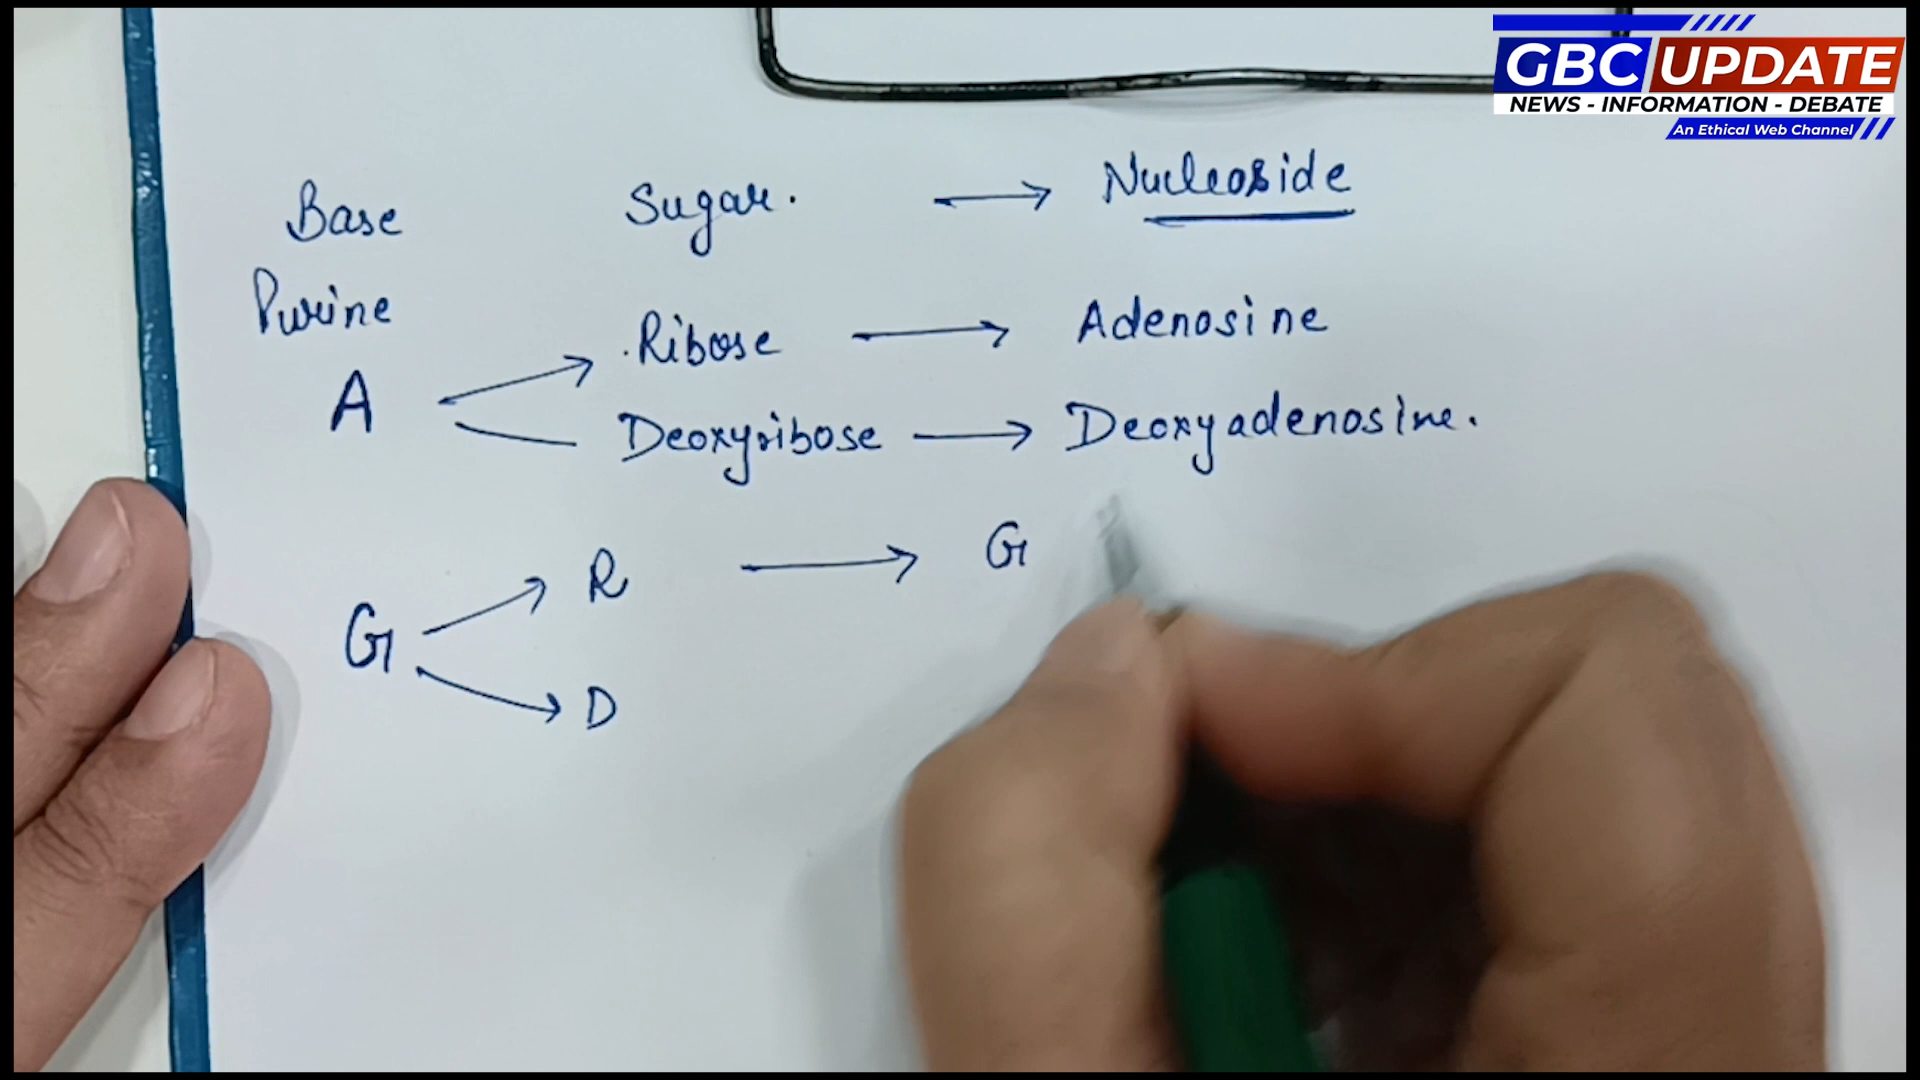 GBC UPDATE
NEWS - INFORMATION - DEBATE
An Ethical Web Channel
Base Sugar. → Nucleoside
Purine
Ribose → Adenosine
A
Deoxyribose → Deoxyadenosine.
R → G
G
D